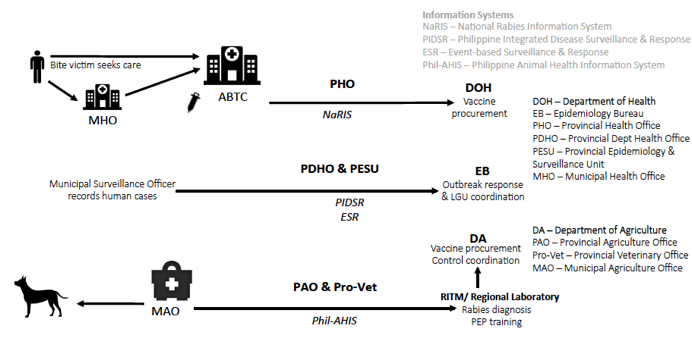 Information Systems
NaRIS – National Rabies Information System
PIDSR – Philippine Integrated Disease Surveillance & Response
ESR – Event-based Surveillance & Response
Phil-AHIS – Philippine Animal Health Information System
Bite victim seeks care
MHO
ABTC
PHO
NaRIS
DOH
Vaccine
procurement
DOH – Department of Health
EB – Epidemiology Bureau
PHO – Provincial Health Office
PDHO – Provincial Dept Health Office
PESU – Provincial Epidemiology &
Surveillance Unit
MHO – Municipal Health Office
Municipal Surveillance Officer
records human cases
PDHO & PESU
PIDSR
ESR
EB
Outbreak response
& LGU coordination
DA
Vaccine procurement
Control coordination
DA – Department of Agriculture
PAO – Provincial Agriculture Office
Pro-Vet – Provincial Veterinary Office
MAO – Municipal Agriculture Office
MAO
PAO & Pro-Vet
Phil-AHIS
RITM/ Regional Laboratory
Rabies diagnosis
PEP training